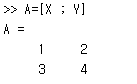 >> A=[X ; Y]
A =
1 2
3 4